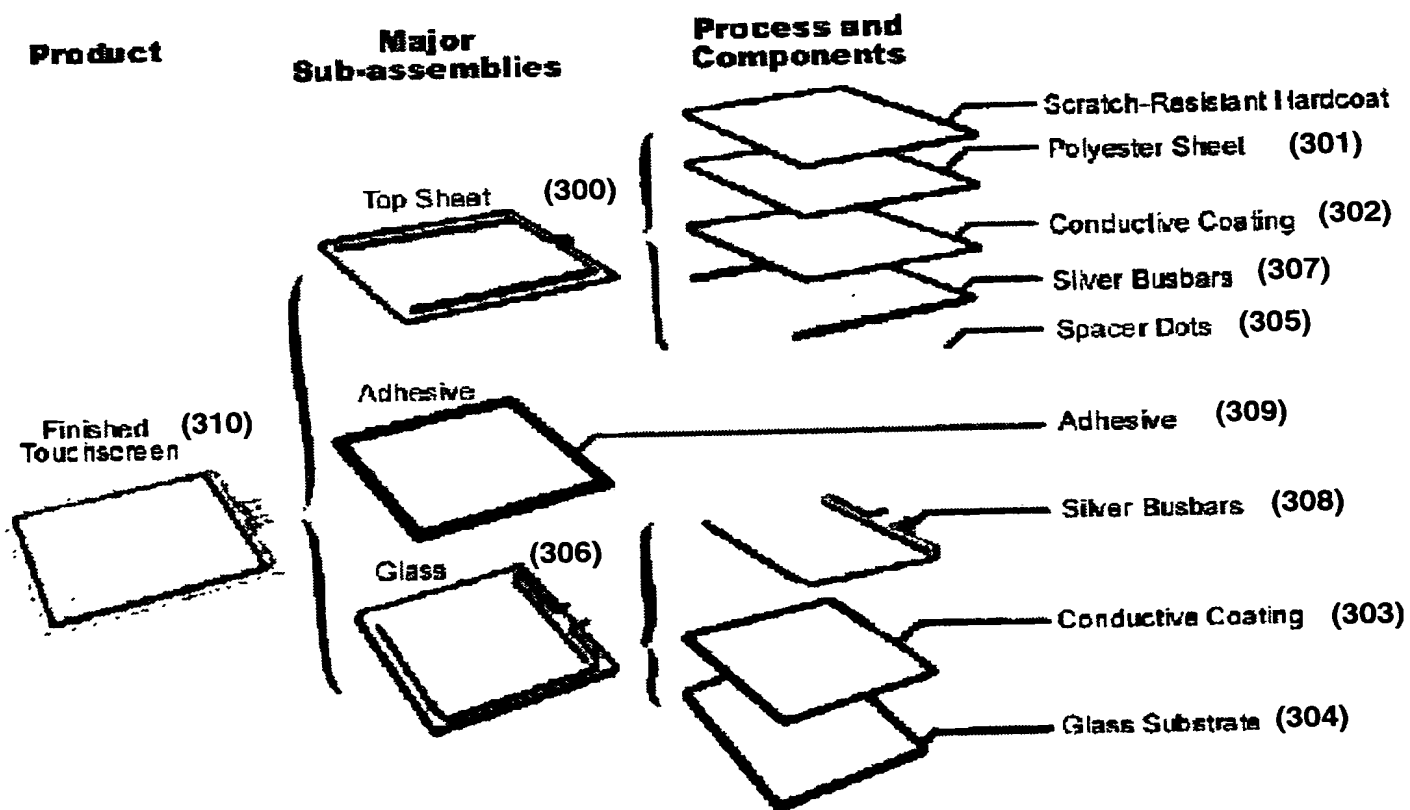 Product
Major
Sub-assemblies
Process and
Components
Scratch-Resistant Hardcoat
Polyester Sheet (301)
Top Sheet (300)
Conductive Coating (302)
Silver Busbars (307)
Spacer Dots (305)
Adhesive
Adhesive (309)
Finished (310)
Touchscreen
Silver Busbars (308)
Glass (306)
Conductive Coating (303)
Glass Substrate (304)